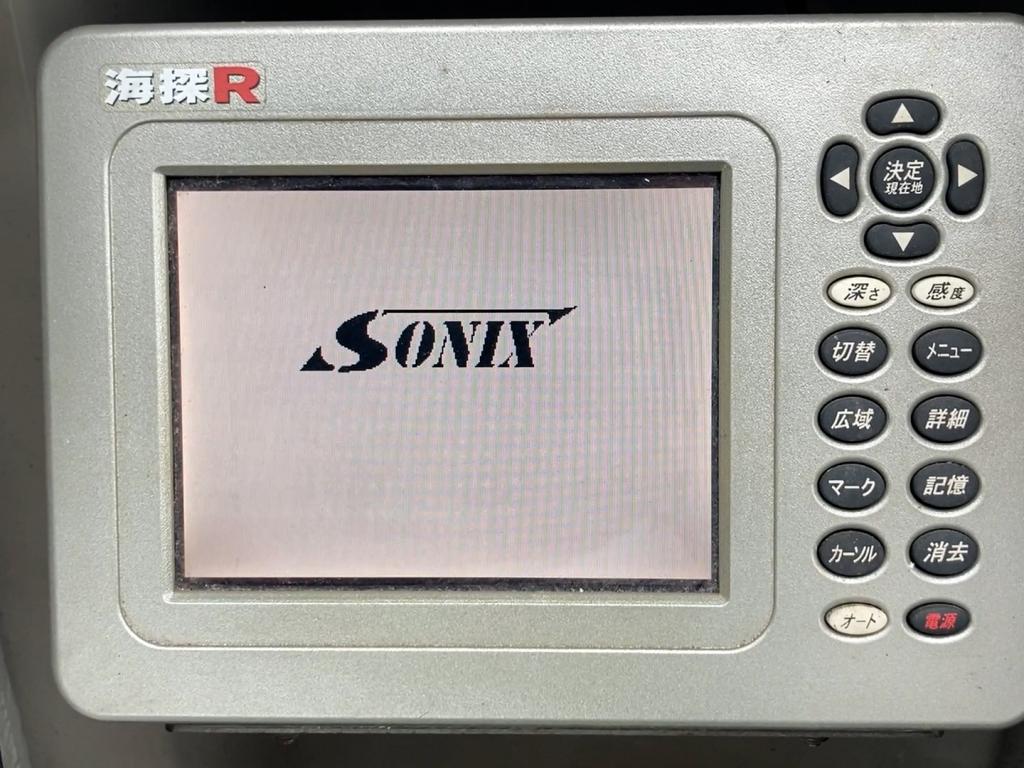 海探R
SONIX
決定
現在地
深さ 感度
切替 メニュー
広域 詳細
マーク 記憶
カーソル 消去
オート 電源